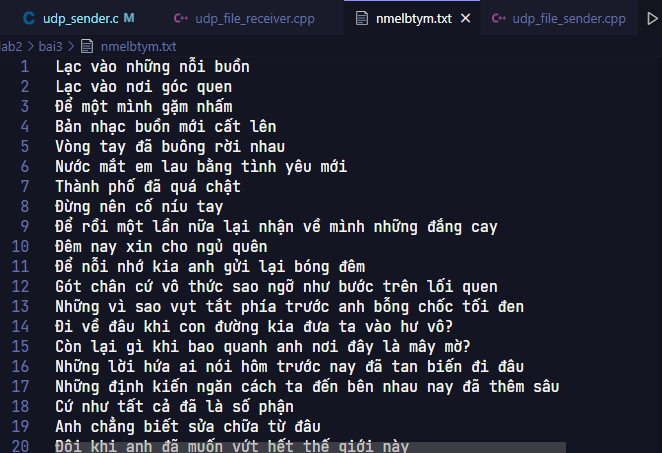 udp_sender.c M udp_file_receiver.cpp nmelbtym.txt udp_file_sender.cpp
lab2 > bai3 > nmelbtym.txt
1 Lạc vào những nỗi buồn
2 Lạc vào nơi góc quen
3 Để một mình gặm nhấm
4 Bản nhạc buồn mới cất lên
5 Vòng tay đã buông rời nhau
6 Nước mắt em lau bằng tình yêu mới
7 Thành phố đã quá chật
8 Đừng nên cố níu tay
9 Để rồi một lần nữa lại nhận về mình những đắng cay
10 Đêm nay xin cho ngủ quên
11 Để nỗi nhớ kia anh gửi lại bóng đêm
12 Gót chân cứ vô thức sao ngỡ như bước trên lối quen
13 Những vì sao vụt tắt phía trước anh bỗng chốc tối đen
14 Đi về đâu khi con đường kia đưa ta vào hư vô?
15 Còn lại gì khi bao quanh anh nơi đây là mây mờ?
16 Những lời hứa ai nói hôm trước nay đã tan biến đi đâu
17 Những định kiến ngăn cách ta đến bên nhau nay đã thêm sâu
18 Cứ như tất cả đã là số phận
19 Anh chẳng biết sửa chữa từ đâu
20 Đôi khi anh đã muốn vứt hết thế giới này